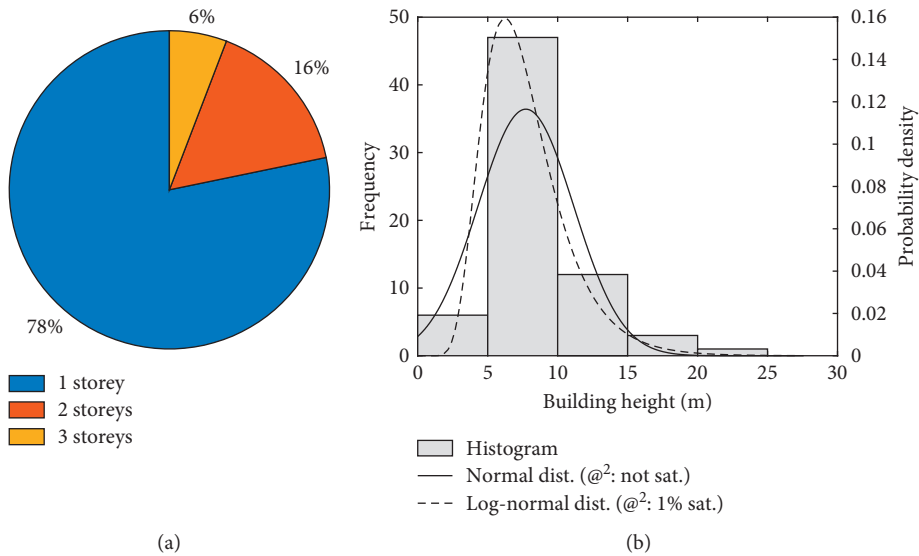 6%
16%
78%
1 storey
2 storeys
3 storeys
(a)
50
40
30
20
10
0
Frequency
0.16
0.14
0.12
0.1
0.08
0.06
0.04
0.02
0
Probability density
0 5 10 15 20 25 30
Building height (m)
Histogram
Normal dist. (@²: not sat.)
Log-normal dist. (@²: 1% sat.)
(b)